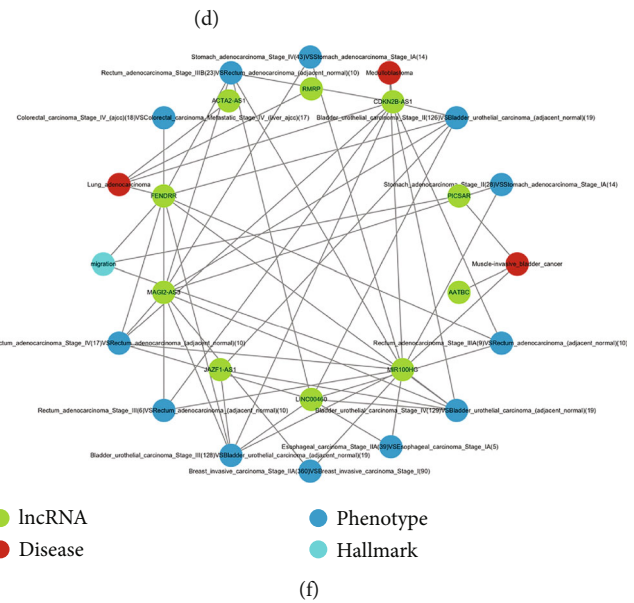 (d)
Stomach_adenocarcinoma_Stage_IV(43)VSStomach_adenocarcinoma_Stage_IA(14)
Rectum_adenocarcinoma_Stage_IIIB(23)VSRectum_adenocarcinoma_(adjacent_normal)(10)
Medulloblastoma
RMRP
ACTA2-AS1
CDKN2B-AS1
Colorectal_carcinoma_Stage_IV_(ajcc)(18)VSColorectal_carcinoma_Metastatic_Stage_IV_(liver_ajcc)(17)
Bladder_urothelial_carcinoma_Stage_II(126)VSBladder_urothelial_carcinoma_(adjacent_normal)(19)
Lung_adenocarcinoma
Stomach_adenocarcinoma_Stage_II(28)VSStomach_adenocarcinoma_Stage_IA(14)
FENDRR
PICSAR
migration
Muscle-invasive_bladder_cancer
MAGI2-AS3
AATBC
ctum_adenocarcinoma_Stage_IV(17)VSRectum_adenocarcinoma_(adjacent_normal)(10)
Rectum_adenocarcinoma_Stage_IIIA(9)VSRectum_adenocarcinoma_(adjacent_normal)(10)
JAZF1-AS1
MIR100HG
LINC00460
Rectum_adenocarcinoma_Stage_III(6)VSRectum_adenocarcinoma_(adjacent_normal)(10)
Bladder_urothelial_carcinoma_Stage_IV(129)VSBladder_urothelial_carcinoma_(adjacent_normal)(19)
Esophageal_carcinoma_Stage_IIA(39)VSEsophageal_carcinoma_Stage_IA(5)
Bladder_urothelial_carcinoma_Stage_III(128)VSBladder_urothelial_carcinoma_(adjacent_normal)(19)
Breast_invasive_carcinoma_Stage_IIA(300)VSBreast_invasive_carcinoma_Stage_I(90)
lncRNA
Phenotype
Disease
Hallmark
(f)